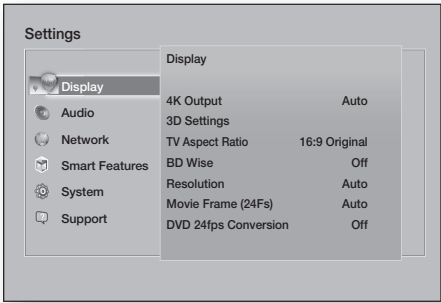 Settings
Display
Audio
Network
Smart Features
System
Support
Display
4K Output Auto
3D Settings
TV Aspect Ratio 16:9 Original
BD Wise Off
Resolution Auto
Movie Frame (24Fs) Auto
DVD 24fps Conversion Off